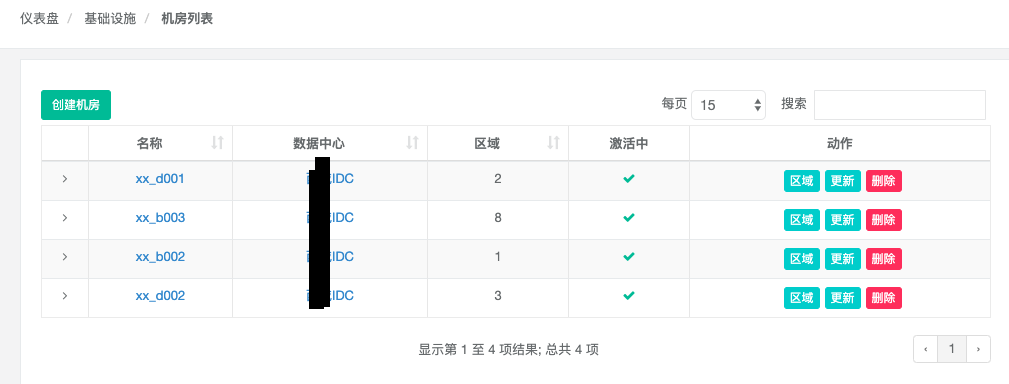 仪表盘 / 基础设施 / 机房列表
创建机房 每页 15 搜索
名称 数据中心 区域 激活中 动作
xx_d001 IDC 2 区域 更新 删除
xx_b003 IDC 8 区域 更新 删除
xx_b002 IDC 1 区域 更新 删除
xx_d002 IDC 3 区域 更新 删除
显示第 1 至 4 项结果; 总共 4 项 ‹ 1 ›